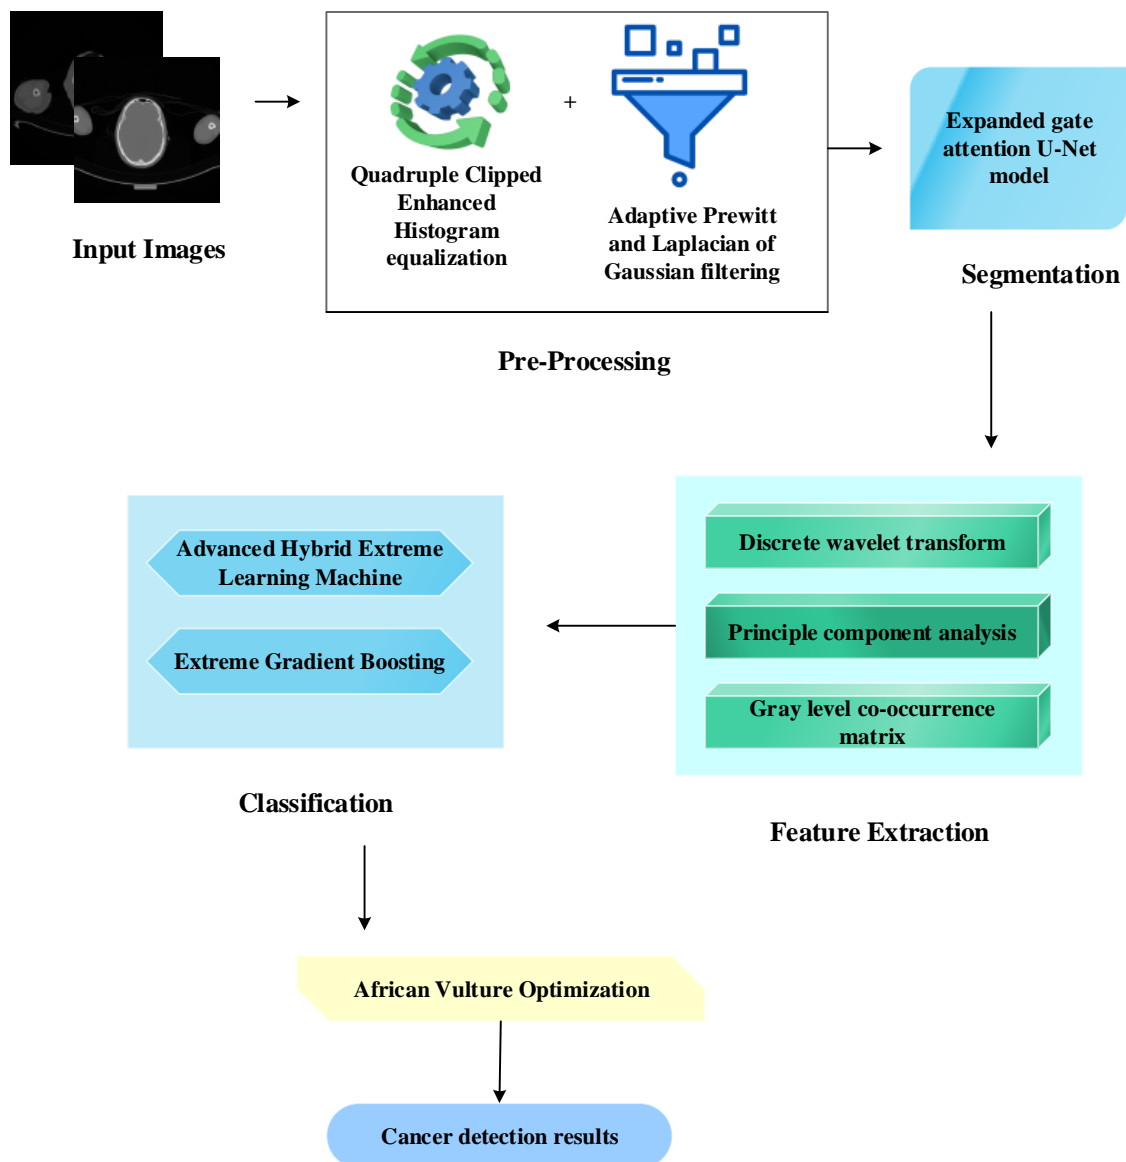 Input Images
Quadruple Clipped
Enhanced
Histogram
equalization
+
Adaptive Prewitt
and Laplacian of
Gaussian filtering
Pre-Processing
Expanded gate
attention U-Net
model
Segmentation
Discrete wavelet transform
Principle component analysis
Gray level co-occurrence
matrix
Feature Extraction
Advanced Hybrid Extreme
Learning Machine
Extreme Gradient Boosting
Classification
African Vulture Optimization
Cancer detection results